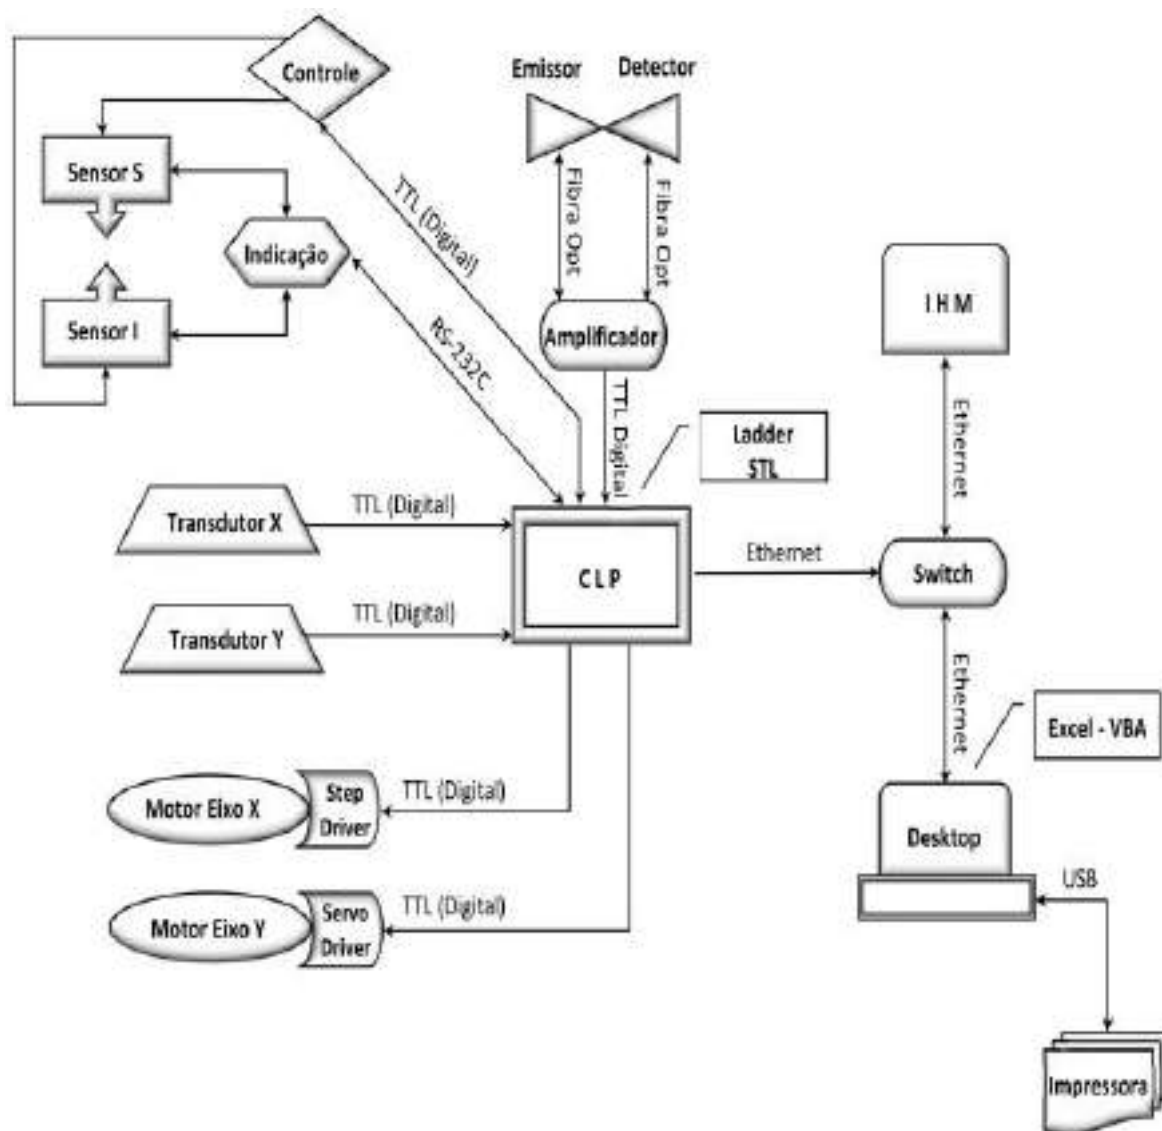 Controle
Emissor
Detector
Sensor S
TTL (Digital)
Fibra Opt
Fibra Opt
Indicação
I H M
Sensor I
RS-232C
Amplificador
TTL Digital
Ethernet
Ladder
STL
Transdutor X
TTL (Digital)
C L P
Ethernet
Switch
Transdutor Y
TTL (Digital)
Ethernet
Excel - VBA
Motor Eixo X
Step
Driver
TTL (Digital)
Desktop
USB
Motor Eixo Y
Servo
Driver
TTL (Digital)
Impressora